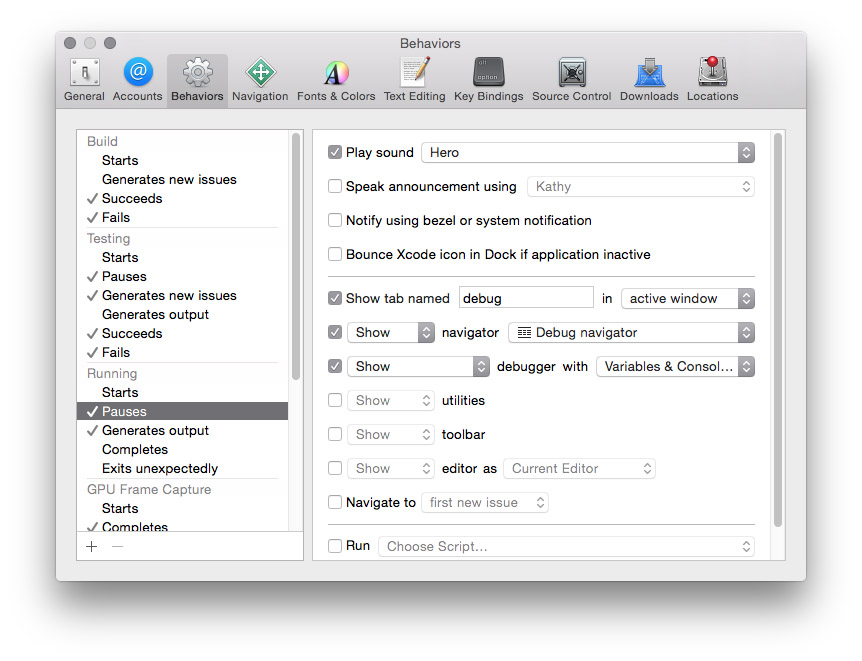 Behaviors
General Accounts Behaviors Navigation Fonts & Colors Text Editing alt option Key Bindings Source Control Downloads Locations
Build
Starts
Generates new issues
Succeeds
Fails
Testing
Starts
Pauses
Generates new issues
Generates output
Succeeds
Fails
Running
Starts
Pauses
Generates output
Completes
Exits unexpectedly
GPU Frame Capture
Starts
Completes
Play sound Hero
Speak announcement using Kathy
Notify using bezel or system notification
Bounce Xcode icon in Dock if application inactive
Show tab named debug in active window
Show navigator Debug navigator
Show debugger with Variables & Consol...
Show utilities
Show toolbar
Show editor as Current Editor
Navigate to first new issue
Run Choose Script...